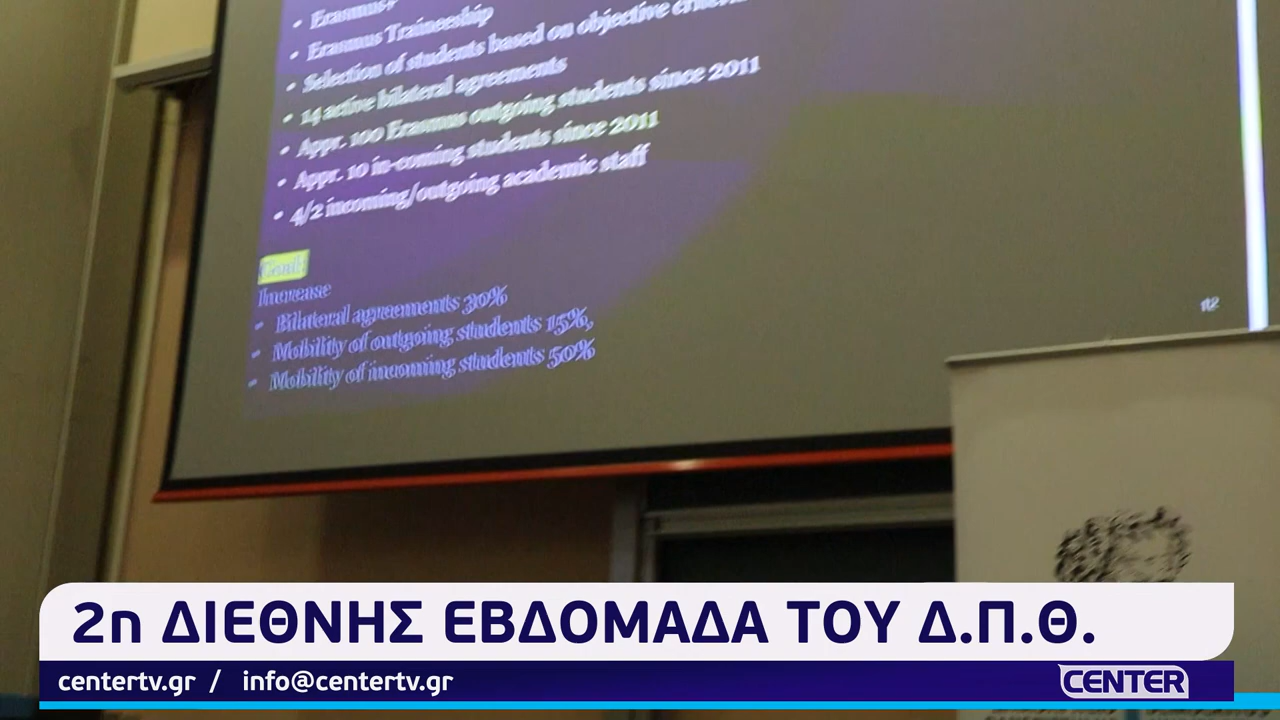 • Erasmus+
• Erasmus Traineeship
• Selection of students based on objective criteria
• 14 active bilateral agreements
• Appr. 100 Erasmus outgoing students since 2011
• Appr. 10 in-coming students since 2011
• 4/2 incoming/outgoing academic staff
Goal:
Increase
- Bilateral agreements 30%
- Mobility of outgoing students 15%,
- Mobility of incoming students 50%
12
2η ΔΙΕΘΝΗΣ ΕΒΔΟΜΑΔΑ ΤΟΥ Δ.Π.Θ.
centertv.gr / info@centertv.gr
CENTER